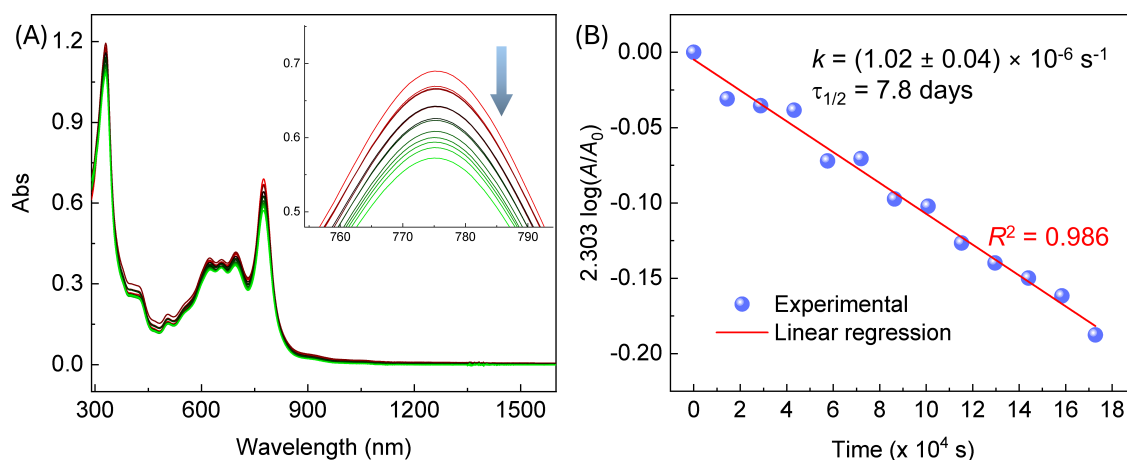 (A)
1.2
0.9
0.6
0.3
0.0
Abs
300
600
900
1200
1500
Wavelength (nm)
0.7
0.6
0.5
760
770
780
790
(B)
0.00
-0.05
-0.10
-0.15
-0.20
2.303 log(A/A₀)
k = (1.02 ± 0.04) × 10⁻⁶ s⁻¹
τ₁/₂ = 7.8 days
R² = 0.986
Experimental
Linear regression
0
2
4
6
8
10
12
14
16
18
Time (x 10⁴ s)